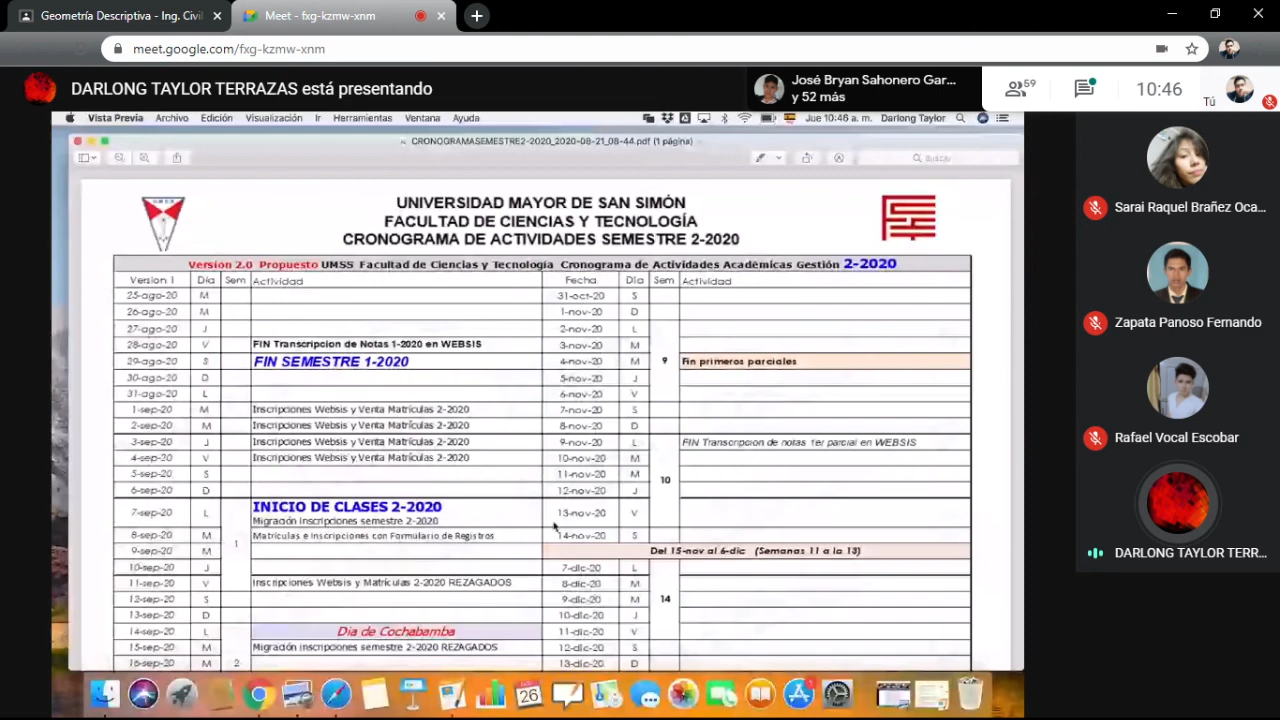 Geometría Descriptiva - Ing. Civil
Meet - fxg-kzmw-xnm
meet.google.com/fxg-kzmw-xnm
DARLONG TAYLOR TERRAZAS está presentando
José Bryan Sahonero Gar...
y 52 más
59
10:46
Tú
Vista Previa Archivo Edición Visualización Ir Herramientas Ventana Ayuda
Jue 10:46 a. m. Darlong Taylor
CRONOGRAMASEMESTRE2-2020_2020-08-21_08-44.pdf (1 página)
Buscar
UNIVERSIDAD MAYOR DE SAN SIMÓN
FACULTAD DE CIENCIAS Y TECNOLOGÍA
CRONOGRAMA DE ACTIVIDADES SEMESTRE 2-2020
Version 2.0 Propuesto UMSS Facultad de Ciencias y Tecnología Cronograma de Actividades Académicas Gestión 2-2020
Versión 1 Día Sem Actividad Fecha Día Sem Actividad
25-ago-20 M 31-oct-20 S
26-ago-20 M 1-nov-20 D
27-ago-20 J 2-nov-20 L
28-ago-20 V FIN Transcripcion de Notas 1-2020 en WEBSIS 3-nov-20 M
29-ago-20 S FIN SEMESTRE 1-2020 4-nov-20 M 9 Fin primeros parciales
30-ago-20 D 5-nov-20 J
31-ago-20 L 6-nov-20 V
1-sep-20 M Inscripciones Websis y Venta Matrículas 2-2020 7-nov-20 S
2-sep-20 M Inscripciones Websis y Venta Matrículas 2-2020 8-nov-20 D
3-sep-20 J Inscripciones Websis y Venta Matrículas 2-2020 9-nov-20 L FIN Transcripcion de notas 1er parcial en WEBSIS
4-sep-20 V Inscripciones Websis y Venta Matrículas 2-2020 10-nov-20 M
5-sep-20 S 11-nov-20 M 10
6-sep-20 D 12-nov-20 J
7-sep-20 L INICIO DE CLASES 2-2020 13-nov-20 V
Migración Inscripciones semestre 2-2020
8-sep-20 M 1 Matrículas e Inscripciones con Formulario de Registros 14-nov-20 S
9-sep-20 M Del 15-nov al 6-dic (Semanas 11 a la 13)
10-sep-20 J 7-dic-20 L
11-sep-20 V Inscripciones Websis y Matrículas 2-2020 REZAGADOS 8-dic-20 M
12-sep-20 S 9-dic-20 M 14
13-sep-20 D 10-dic-20 J
14-sep-20 L Dia de Cochabamba 11-dic-20 V
15-sep-20 M Migración inscripciones semestre 2-2020 REZAGADOS 12-dic-20 S
16-sep-20 M 2 13-dic-20 D
Sarai Raquel Brañez Oca...
Zapata Panoso Fernando
Rafael Vocal Escobar
DARLONG TAYLOR TERR...
26